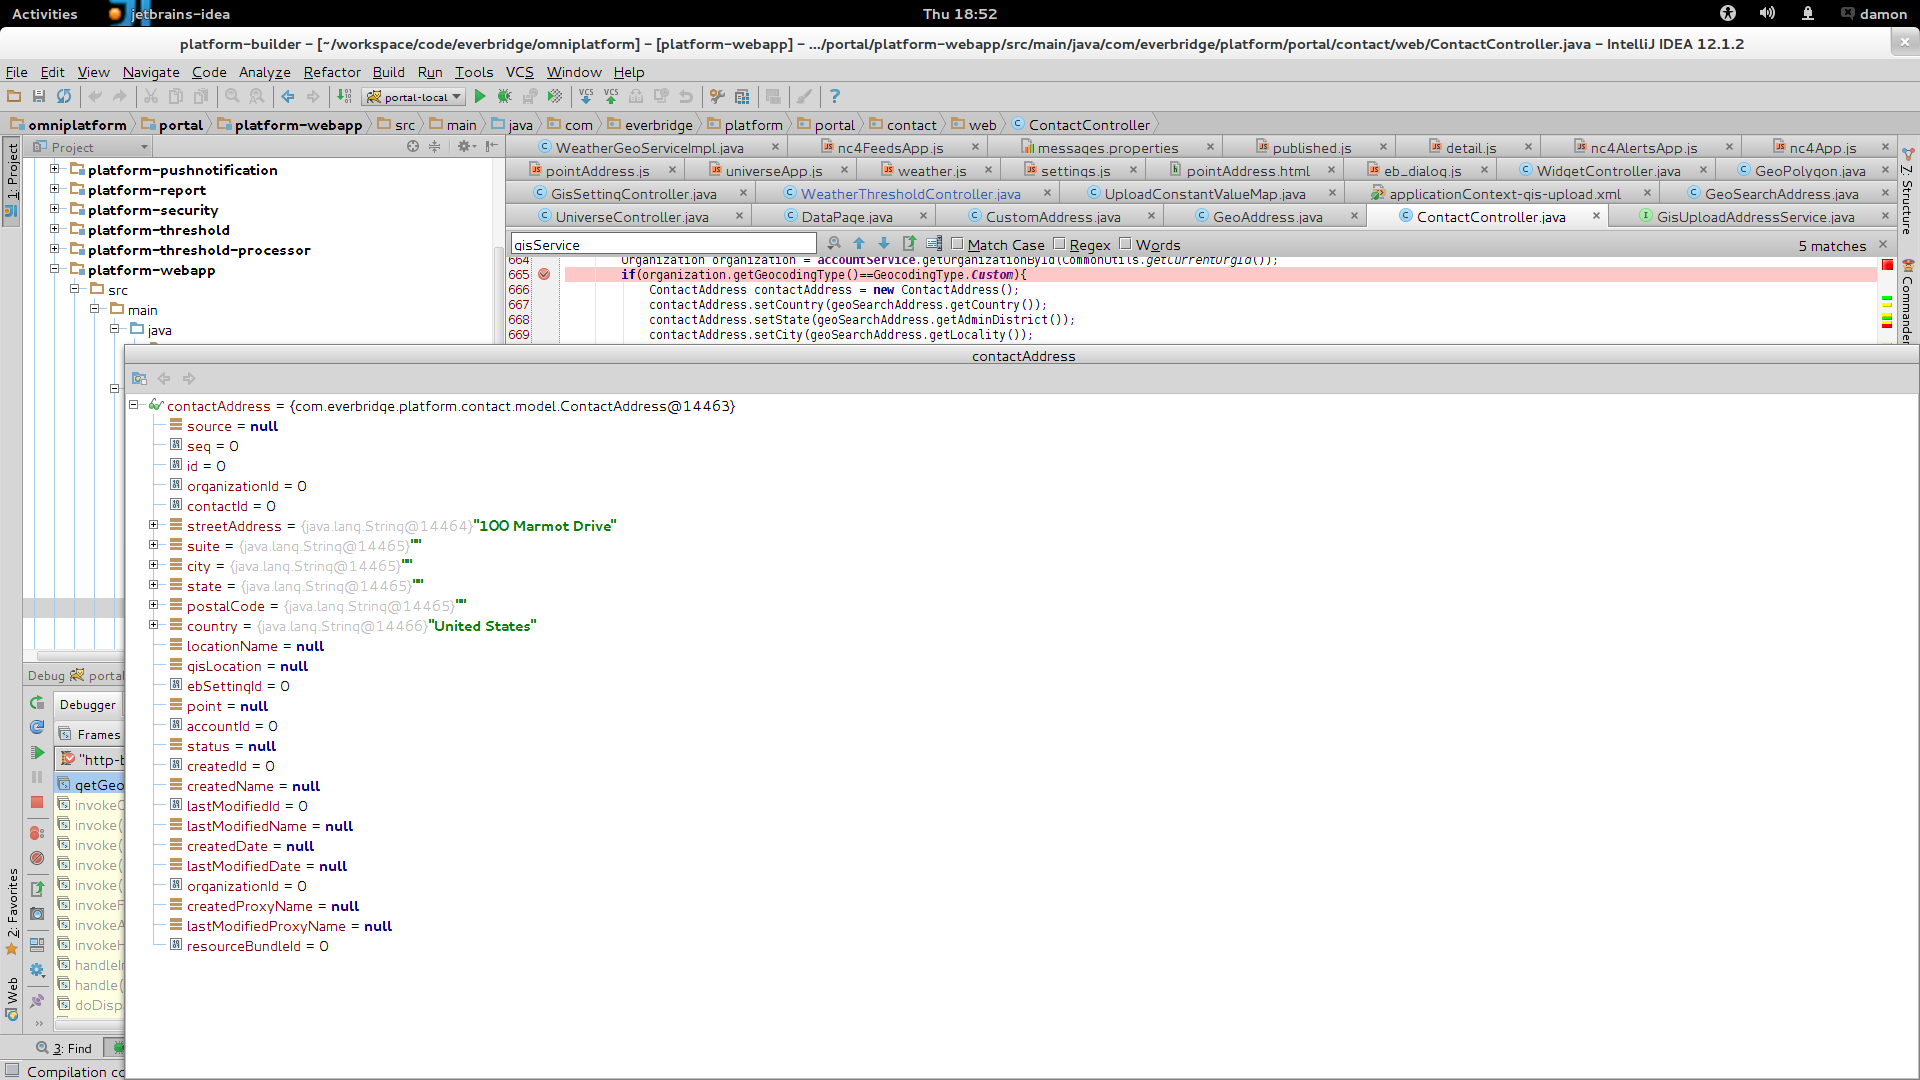 Activities
jetbrains-idea
Thu 18:52
damon
platform-builder – [~/workspace/code/everbridge/omniplatform] – [platform-webapp] – .../portal/platform-webapp/src/main/java/com/everbridge/platform/portal/contact/web/ContactController.java – IntelliJ IDEA 12.1.2
File Edit View Navigate Code Analyze Refactor Build Run Tools VCS Window Help
portal-local
omniplatform portal platform-webapp src main java com everbridge platform portal contact web ContactController
1: Project
Project
WeatherGeoServiceImpl.java nc4FeedsApp.js messages.properties published.js detail.js nc4AlertsApp.js nc4App.js
pointAddress.js universeApp.js weather.js settings.js pointAddress.html eb_dialog.js WidgetController.java GeoPolygon.java
GisSettingController.java WeatherThresholdController.java UploadConstantValueMap.java applicationContext-gis-upload.xml GeoSearchAddress.java
UniverseController.java DataPage.java CustomAddress.java GeoAddress.java ContactController.java GisUploadAddressService.java
gisService
Match Case Regex Words
5 matches
7: Structure
Commander
platform-pushnotification
platform-report
platform-security
platform-threshold
platform-threshold-processor
platform-webapp
src
main
java
664 Organization organization = accountService.getOrganizationById(CommonUtils.getCurrentOrgId());
665 if(organization.getGeocodingType()==GeocodingType.Custom){
666 ContactAddress contactAddress = new ContactAddress();
667 contactAddress.setCountry(geoSearchAddress.getCountry());
668 contactAddress.setState(geoSearchAddress.getAdminDistrict());
669 contactAddress.setCity(geoSearchAddress.getLocality());
contactAddress
contactAddress = {com.everbridge.platform.contact.model.ContactAddress@14463}
source = null
seq = 0
id = 0
organizationId = 0
contactId = 0
streetAddress = {java.lang.String@14464}"100 Marmot Drive"
suite = {java.lang.String@14465}""
city = {java.lang.String@14465}""
state = {java.lang.String@14465}""
postalCode = {java.lang.String@14465}""
country = {java.lang.String@14466}"United States"
locationName = null
gisLocation = null
ebSettingId = 0
point = null
accountId = 0
status = null
createdId = 0
createdName = null
lastModifiedId = 0
lastModifiedName = null
createdDate = null
lastModifiedDate = null
organizationId = 0
createdProxyName = null
lastModifiedProxyName = null
resourceBundleId = 0
Debug portal
Debugger
Frames
"http-b
getGeo
invokeC
invoke(
invoke(
invoke(
invoke(
invokeF
invokeA
invokeH
handleIn
handle(
doDisp
2: Favorites
Web
3: Find
Compilation co